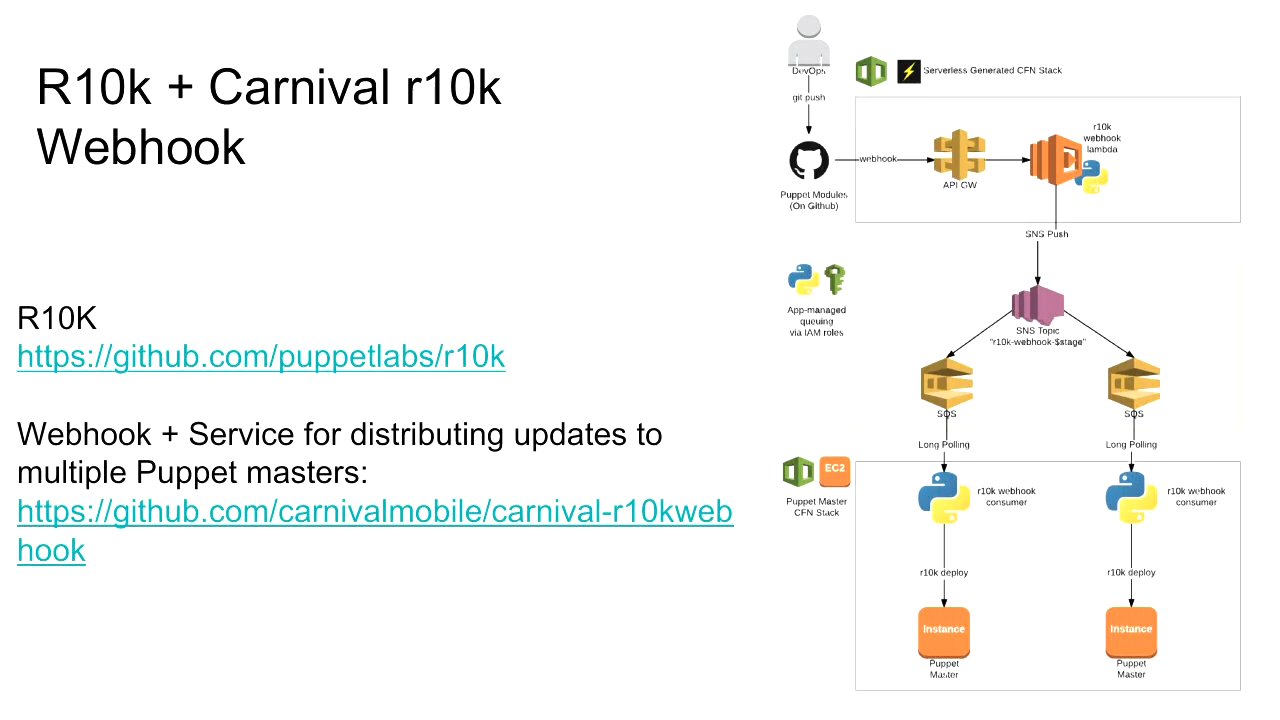 R10k + Carnival r10k
Webhook
R10K
https://github.com/puppetlabs/r10k
Webhook + Service for distributing updates to
multiple Puppet masters:
https://github.com/carnivalmobile/carnival-r10kweb
hook
DevOps
git push
Serverless Generated CFN Stack
webhook
API GW
r10k
webhook
lambda
Puppet Modules
(On Github)
SNS Push
App-managed
queuing
via IAM roles
SNS Topic
"r10k-webhook-$stage"
SQS
SQS
Long Polling
Long Polling
EC2
Puppet Master
CFN Stack
r10k webhook
consumer
r10k webhook
consumer
r10k deploy
r10k deploy
Instance
Instance
Puppet
Master
Puppet
Master